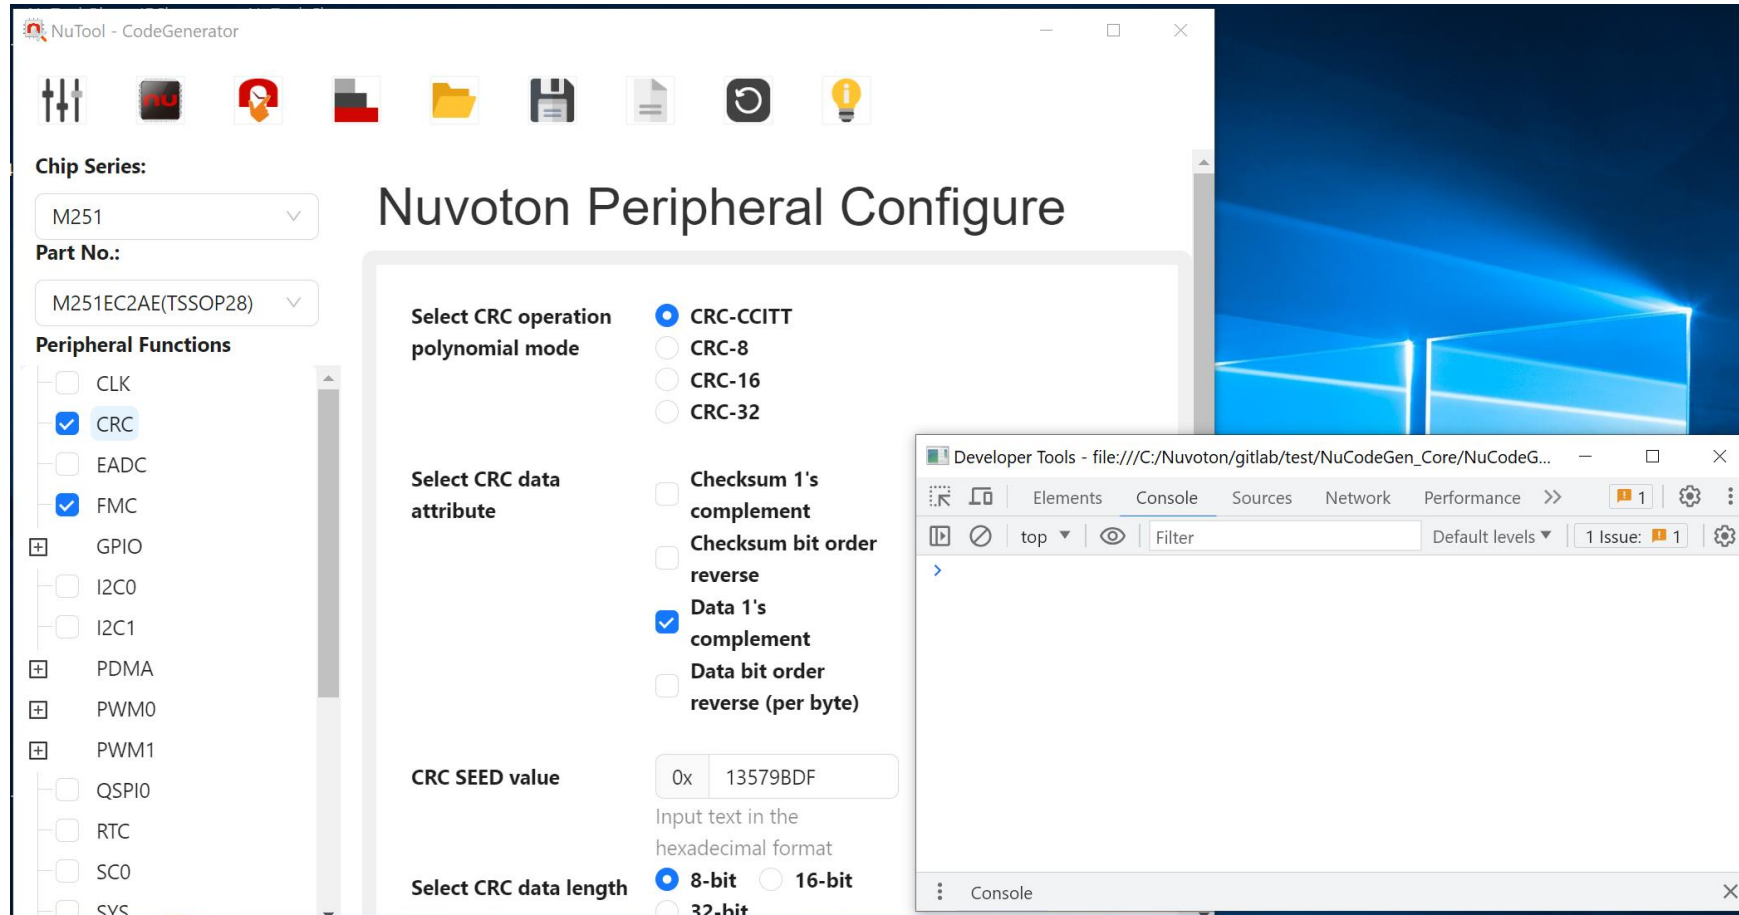 NuTool - CodeGenerator
nu
Chip Series:
M251
Part No.:
M251EC2AE(TSSOP28)
Peripheral Functions
CLK
CRC
EADC
FMC
GPIO
I2C0
I2C1
PDMA
PWM0
PWM1
QSPI0
RTC
SC0
SYS
Nuvoton Peripheral Configure
Select CRC operation
polynomial mode
CRC-CCITT
CRC-8
CRC-16
CRC-32
Select CRC data
attribute
Checksum 1's
complement
Checksum bit order
reverse
Data 1's
complement
Data bit order
reverse (per byte)
CRC SEED value
0x 13579BDF
Input text in the
hexadecimal format
Select CRC data length
8-bit 16-bit
32-bit
Developer Tools - file:///C:/Nuvoton/gitlab/test/NuCodeGen_Core/NuCodeG...
Elements Console Sources Network Performance 1
top Filter Default levels 1 Issue: 1
Console